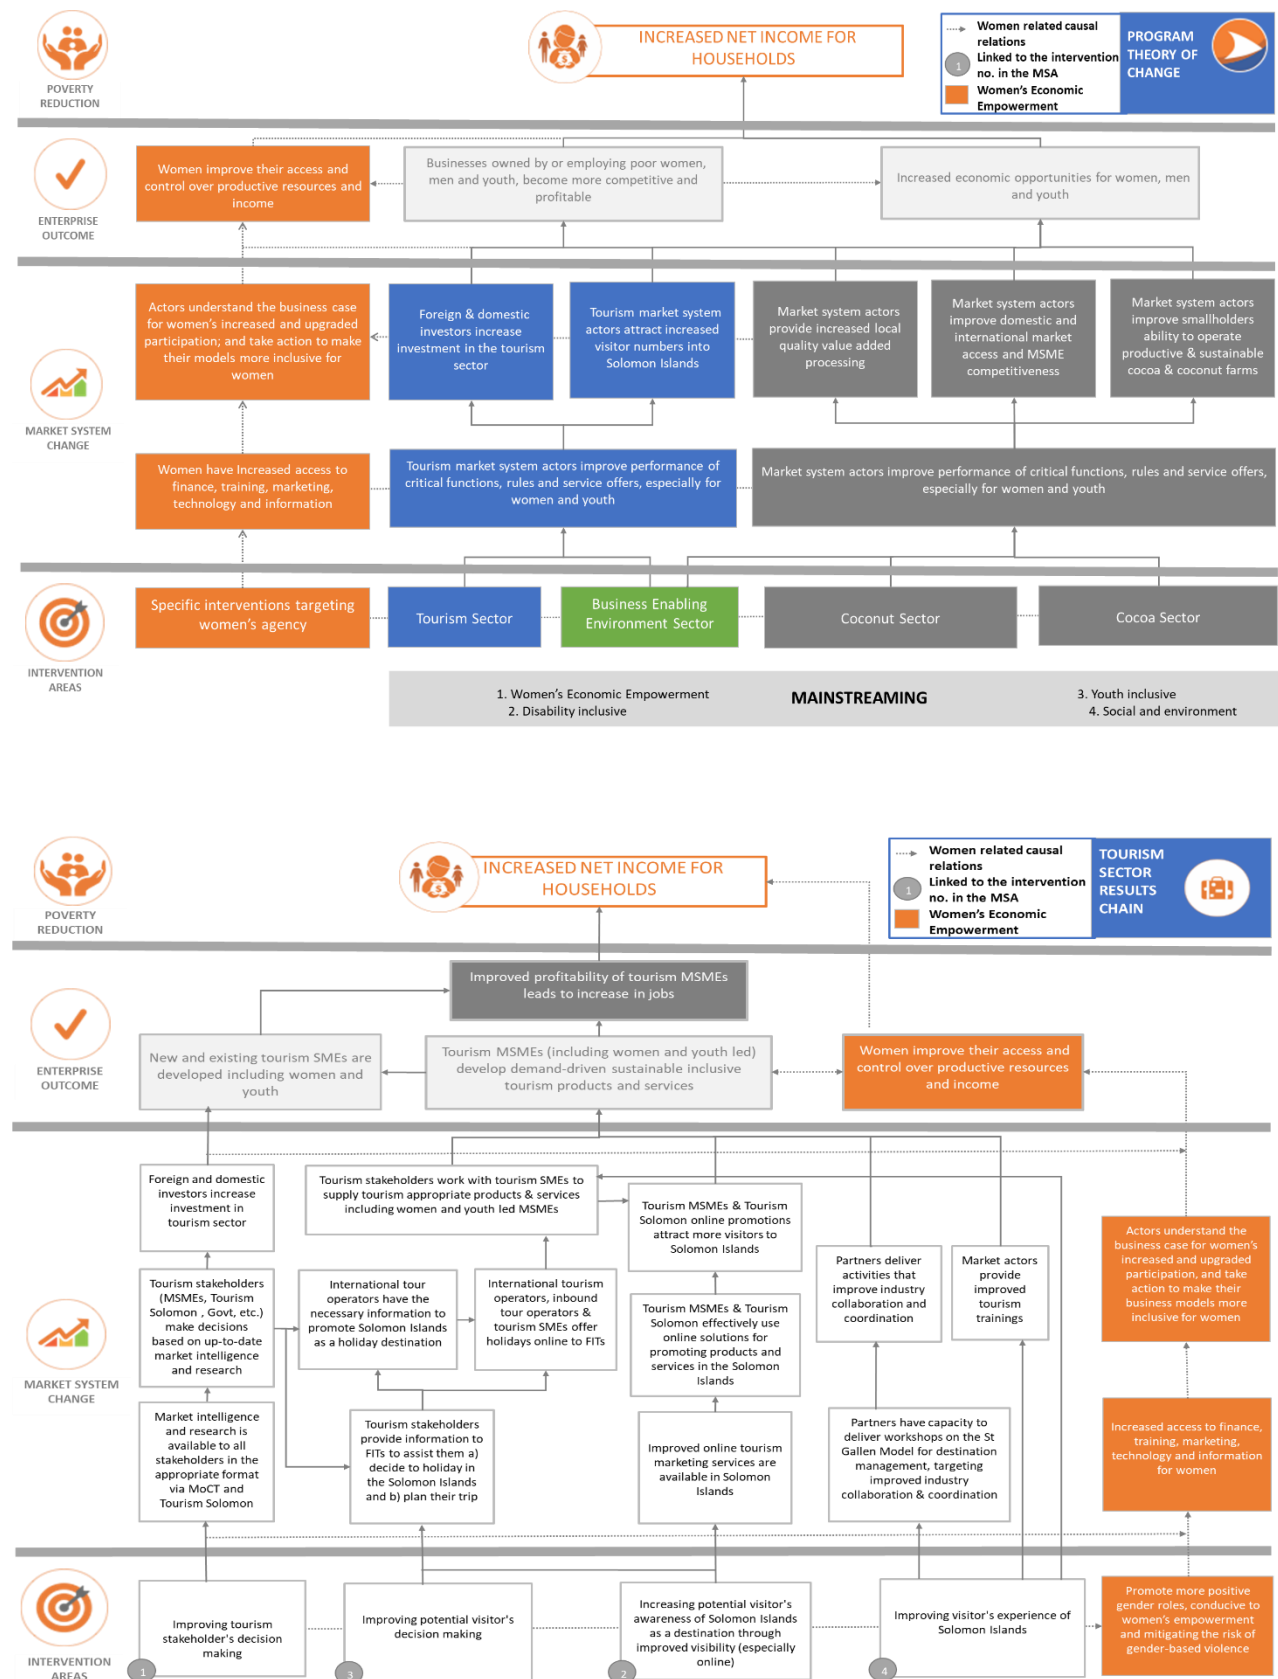 INCREASED NET INCOME FOR
HOUSEHOLDS
Women related causal
relations
1
Linked to the intervention
no. in the MSA
Women's Economic
Empowerment
PROGRAM
THEORY OF
CHANGE
POVERTY
REDUCTION
Women improve their access and
control over productive resources and
income
Businesses owned by or employing poor women,
men and youth, become more competitive and
profitable
Increased economic opportunities for women, men
and youth
ENTERPRISE
OUTCOME
Actors understand the business case
for women's increased and upgraded
participation; and take action to make
their models more inclusive for
women
Foreign & domestic
investors increase
investment in the tourism
sector
Tourism market system
actors attract increased
visitor numbers into
Solomon Islands
Market system actors
provide increased local
quality value added
processing
Market system actors
improve domestic and
international market
access and MSME
competitiveness
Market system actors
improve smallholders
ability to operate
productive & sustainable
cocoa & coconut farms
MARKET SYSTEM
CHANGE
Women have Increased access to
finance, training, marketing,
technology and information
Tourism market system actors improve performance of
critical functions, rules and service offers, especially for
women and youth
Market system actors improve performance of critical functions, rules and service offers,
especially for women and youth
Specific interventions targeting
women's agency
Tourism Sector
Business Enabling
Environment Sector
Coconut Sector
Cocoa Sector
INTERVENTION
AREAS
1. Women's Economic Empowerment
2. Disability inclusive
MAINSTREAMING
3. Youth inclusive
4. Social and environment
INCREASED NET INCOME FOR
HOUSEHOLDS
Women related causal
relations
1
Linked to the intervention
no. in the MSA
Women's Economic
Empowerment
TOURISM
SECTOR
RESULTS
CHAIN
POVERTY
REDUCTION
Improved profitability of tourism MSMEs
leads to increase in jobs
New and existing tourism SMEs are
developed including women and
youth
Tourism MSMEs (including women and youth led)
develop demand-driven sustainable inclusive
tourism products and services
Women improve their access and
control over productive resources
and income
ENTERPRISE
OUTCOME
Foreign and domestic
investors increase
investment in
tourism sector
Tourism stakeholders work with tourism SMEs to
supply tourism appropriate products & services
including women and youth led MSMEs
Tourism MSMEs & Tourism
Solomon online promotions
attract more visitors to
Solomon Islands
Partners deliver
activities that
improve industry
collaboration and
coordination
Market actors
provide
improved
tourism
trainings
Actors understand the
business case for women's
increased and upgraded
participation, and take
action to make their
business models more
inclusive for women
Tourism stakeholders
(MSMEs, Tourism
Solomon , Govt, etc.)
make decisions
based on up-to-date
market intelligence
and research
International tour
operators have the
necessary information to
promote Solomon Islands
as a holiday destination
International tourism
operators, inbound
tour operators &
tourism SMEs offer
holidays online to FITs
Tourism MSMEs & Tourism
Solomon effectively use
online solutions for
promoting products and
services in the Solomon
Islands
MARKET SYSTEM
CHANGE
Market intelligence
and research is
available to all
stakeholders in the
appropriate format
via MoCT and
Tourism Solomon
Tourism stakeholders
provide information to
FITs to assist them a)
decide to holiday in
the Solomon Islands
and b) plan their trip
Improved online tourism
marketing services are
available in Solomon
Islands
Partners have capacity to
deliver workshops on the St
Gallen Model for destination
management, targeting
improved industry
collaboration & coordination
Increased access to finance,
training, marketing,
technology and information
for women
Improving tourism
stakeholder's decision
making
1
Improving potential visitor's
decision making
3
Increasing potential visitor's
awareness of Solomon Islands
as a destination through
improved visibility (especially
online)
2
Improving visitor's experience of
Solomon Islands
4
Promote more positive
gender roles, conducive to
women's empowerment
and mitigating the risk of
gender-based violence
INTERVENTION
AREAS